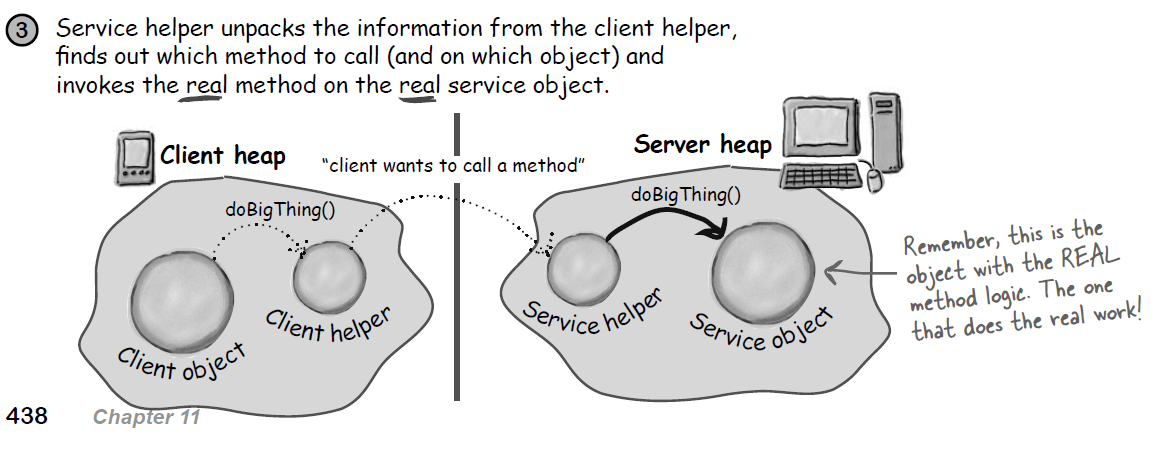 3 Service helper unpacks the information from the client helper,
finds out which method to call (and on which object) and
invokes the real method on the real service object.
Client heap
"client wants to call a method"
Server heap
doBigThing()
doBigThing()
Client object
Client helper
Service helper
Service object
Remember, this is the
object with the REAL
method logic. The one
that does the real work!
438 Chapter 11